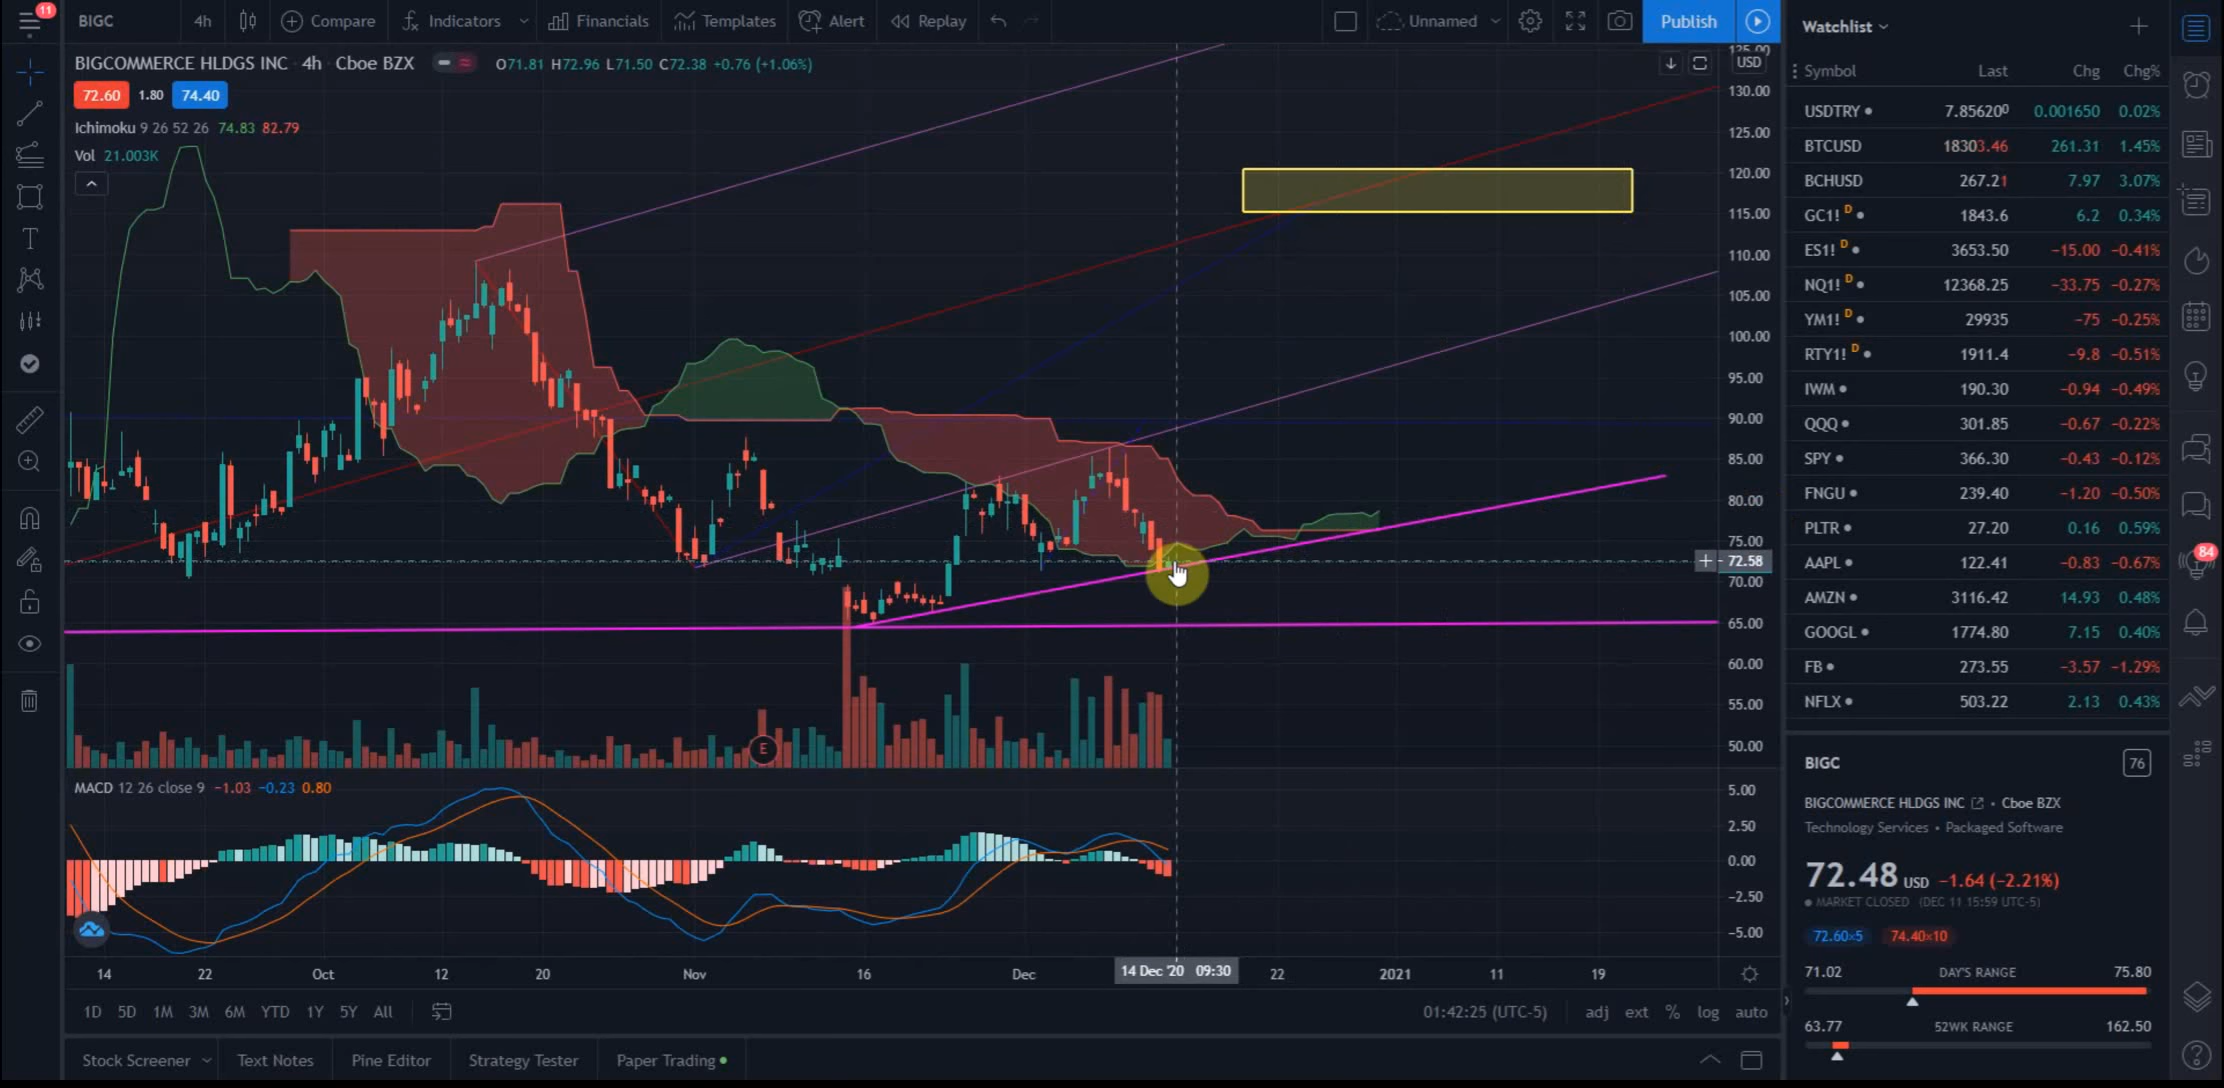 11
BIGC 4h Compare Indicators Financials Templates Alert Replay Unnamed Publish
BIGCOMMERCE HLDGS INC 4h Cboe BZX O71.81 H72.96 L71.50 C72.38 +0.76 (+1.06%)
72.60 1.80 74.40
Ichimoku 9 26 52 26 74.83 82.79
Vol 21.003K
USD
130.00
125.00
120.00
115.00
110.00
105.00
100.00
95.00
90.00
85.00
80.00
75.00
72.58
70.00
65.00
60.00
55.00
50.00
E
MACD 12 26 close 9 −1.03 −0.23 0.80
5.00
2.50
0.00
−2.50
−5.00
14 22 Oct 12 20 Nov 16 Dec 14 Dec '20 09:30 22 2021 11 19
1D 5D 1M 3M 6M YTD 1Y 5Y All 01:42:25 (UTC-5) adj ext % log auto
Stock Screener Text Notes Pine Editor Strategy Tester Paper Trading
Watchlist
Symbol Last Chg Chg%
USDTRY 7.856200 0.001650 0.02%
BTCUSD 18303.46 261.31 1.45%
BCHUSD 267.21 7.97 3.07%
GC1! D 1843.6 6.2 0.34%
ES1! D 3653.50 −15.00 −0.41%
NQ1! D 12368.25 −33.75 −0.27%
YM1! D 29935 −75 −0.25%
RTY1! D 1911.4 −9.8 −0.51%
IWM 190.30 −0.94 −0.49%
QQQ 301.85 −0.67 −0.22%
SPY 366.30 −0.43 −0.12%
FNGU 239.40 −1.20 −0.50%
PLTR 27.20 0.16 0.59%
AAPL 122.41 −0.83 −0.67%
AMZN 3116.42 14.93 0.48%
GOOGL 1774.80 7.15 0.40%
FB 273.55 −3.57 −1.29%
NFLX 503.22 2.13 0.43%
84
BIGC 76
BIGCOMMERCE HLDGS INC • Cboe BZX
Technology Services • Packaged Software
72.48 USD −1.64 (−2.21%)
MARKET CLOSED (DEC 11 15:59 UTC-5)
72.60×5 74.40×10
71.02 DAY'S RANGE 75.80
63.77 52WK RANGE 162.50